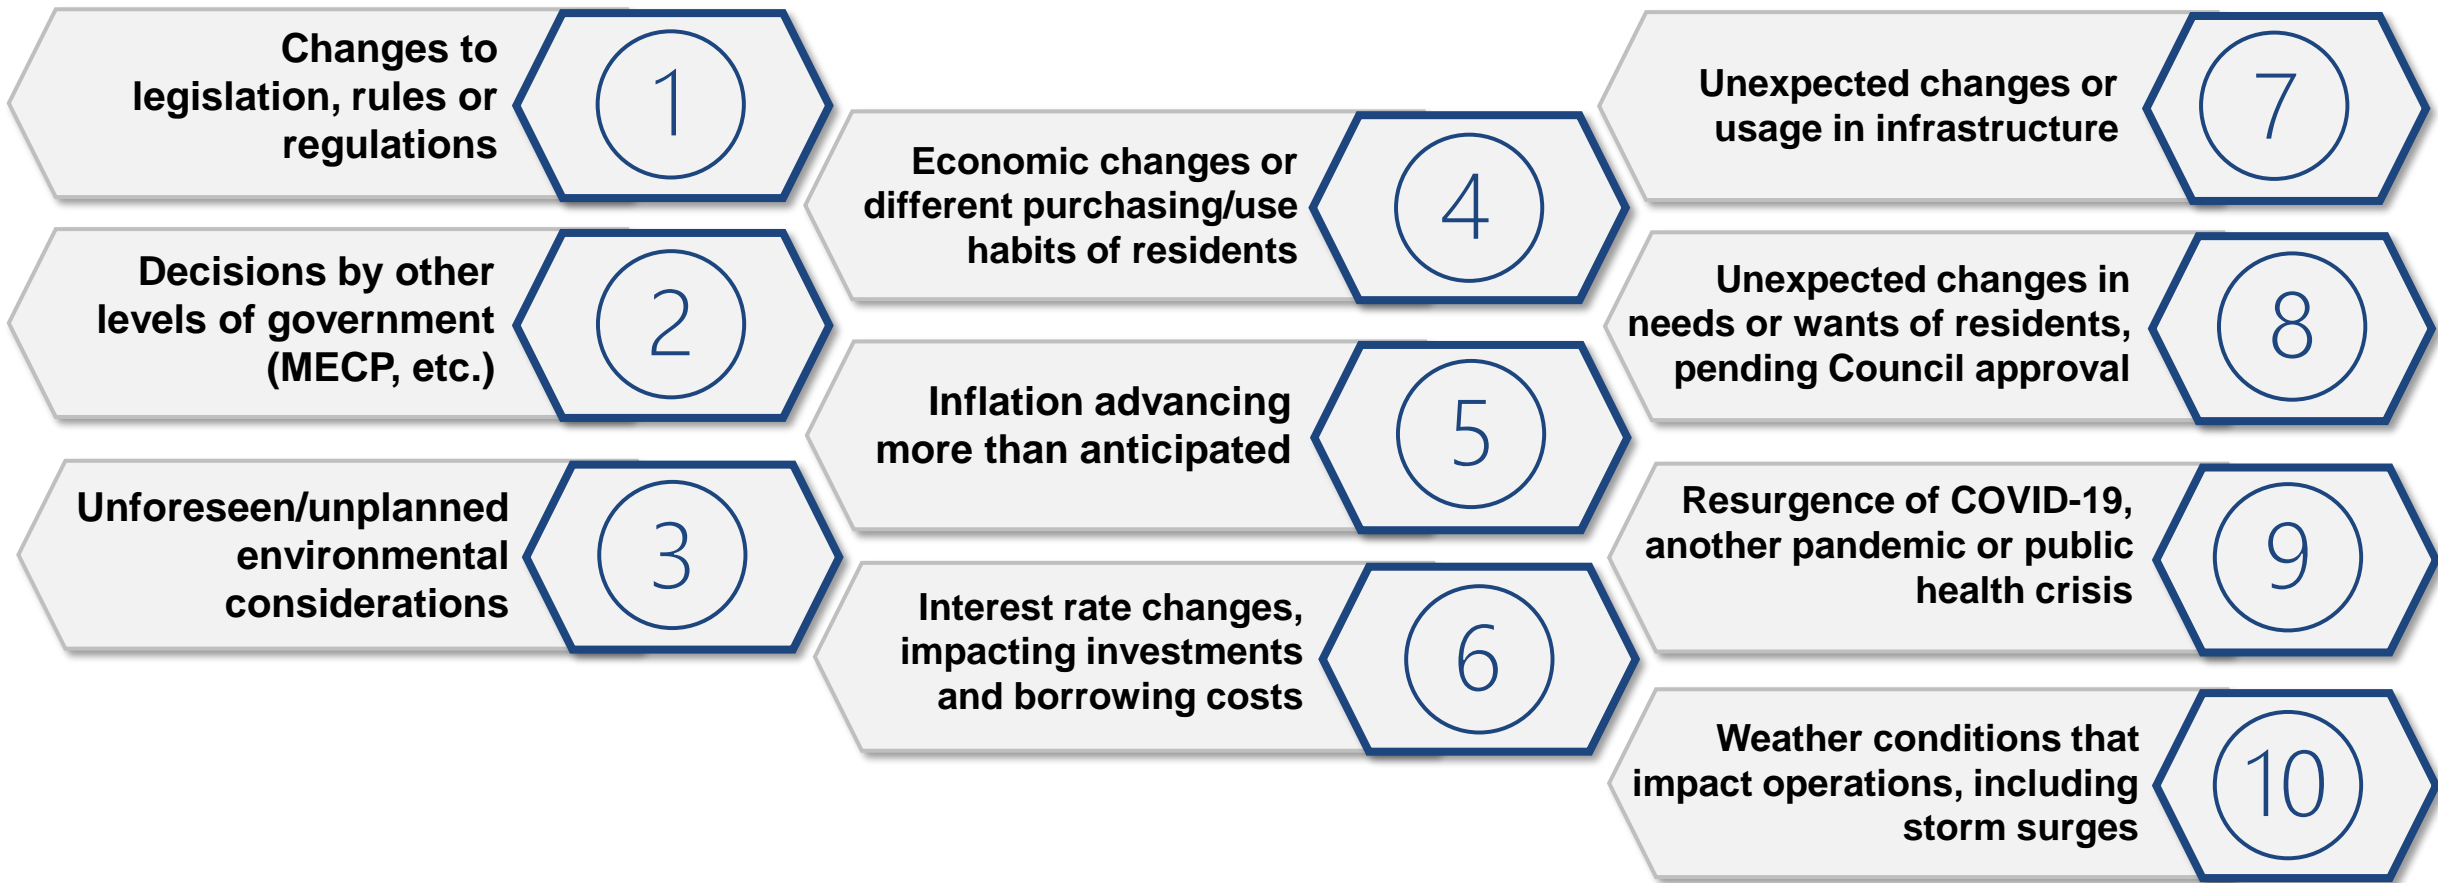 Changes to
legislation, rules or
regulations
1
Decisions by other
levels of government
(MECP, etc.)
2
Unforeseen/unplanned
environmental
considerations
3
Economic changes or
different purchasing/use
habits of residents
4
Inflation advancing
more than anticipated
5
Interest rate changes,
impacting investments
and borrowing costs
6
Unexpected changes or
usage in infrastructure
7
Unexpected changes in
needs or wants of residents,
pending Council approval
8
Resurgence of COVID-19,
another pandemic or public
health crisis
9
Weather conditions that
impact operations, including
storm surges
10